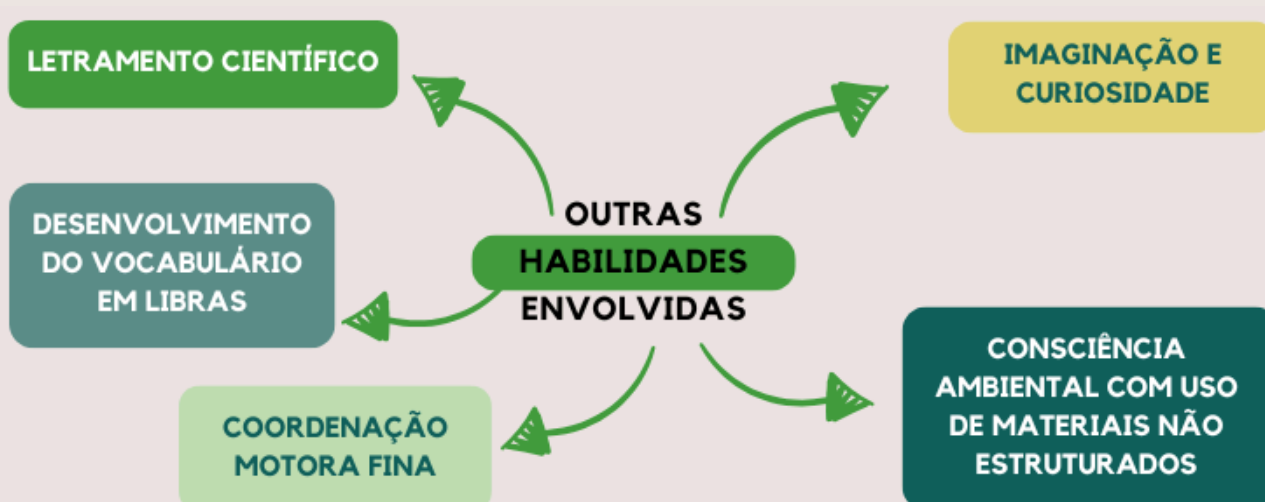 LETRAMENTO CIENTÍFICO
IMAGINAÇÃO E
CURIOSIDADE
DESENVOLVIMENTO
DO VOCABULÁRIO
EM LIBRAS
OUTRAS
HABILIDADES
ENVOLVIDAS
COORDENAÇÃO
MOTORA FINA
CONSCIÊNCIA
AMBIENTAL COM USO
DE MATERIAIS NÃO
ESTRUTURADOS